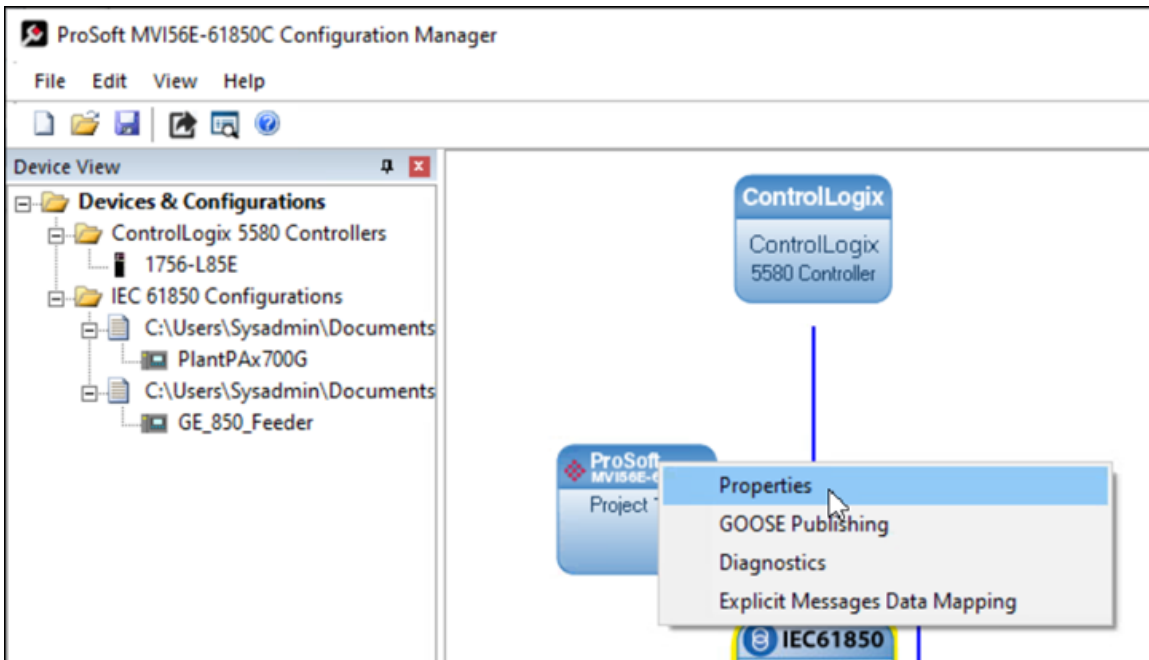 ProSoft MVI56E-61850C Configuration Manager
File Edit View Help
Device View
Devices & Configurations
ControlLogix 5580 Controllers
1756-L85E
IEC 61850 Configurations
C:\Users\Sysadmin\Documents
PlantPAx700G
C:\Users\Sysadmin\Documents
GE_850_Feeder
ControlLogix
ControlLogix
5580 Controller
ProSoft
MVI56E-6
Project
Properties
GOOSE Publishing
Diagnostics
Explicit Messages Data Mapping
IEC61850